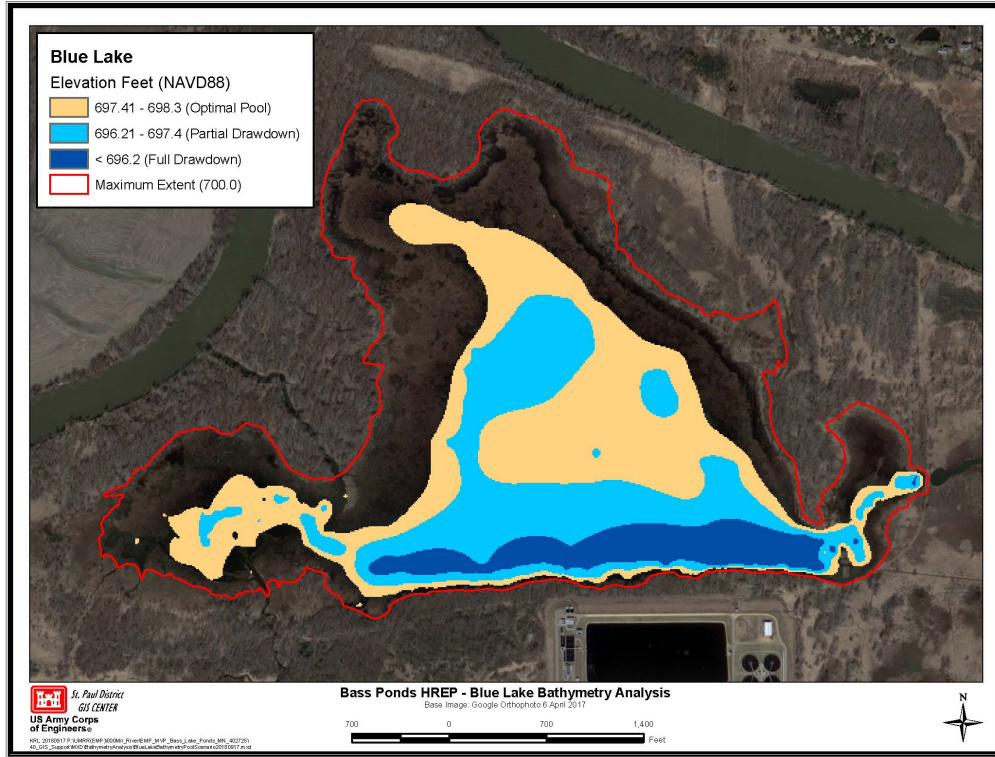 Blue Lake
Elevation Feet (NAVD88)
697.41 - 698.3 (Optimal Pool)
696.21 - 697.4 (Partial Drawdown)
< 696.2 (Full Drawdown)
Maximum Extent (700.0)
St. Paul District
GIS CENTER
US Army Corps
of Engineers®
Bass Ponds HREP - Blue Lake Bathymetry Analysis
Base Image: Google Orthophoto 6 April 2017
700 0 700 1,400
Feet
N